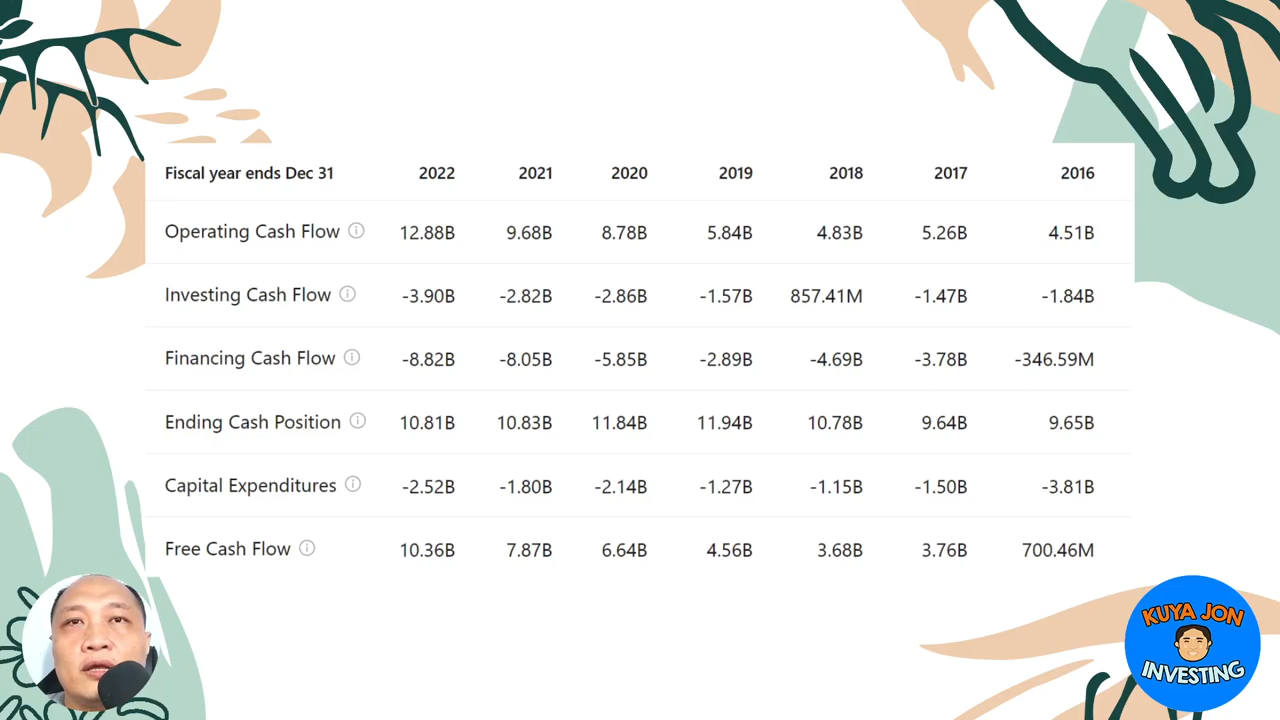 Fiscal year ends Dec 31 2022 2021 2020 2019 2018 2017 2016
Operating Cash Flow 12.88B 9.68B 8.78B 5.84B 4.83B 5.26B 4.51B
Investing Cash Flow -3.90B -2.82B -2.86B -1.57B 857.41M -1.47B -1.84B
Financing Cash Flow -8.82B -8.05B -5.85B -2.89B -4.69B -3.78B -346.59M
Ending Cash Position 10.81B 10.83B 11.84B 11.94B 10.78B 9.64B 9.65B
Capital Expenditures -2.52B -1.80B -2.14B -1.27B -1.15B -1.50B -3.81B
Free Cash Flow 10.36B 7.87B 6.64B 4.56B 3.68B 3.76B 700.46M
KUYA JON
INVESTING